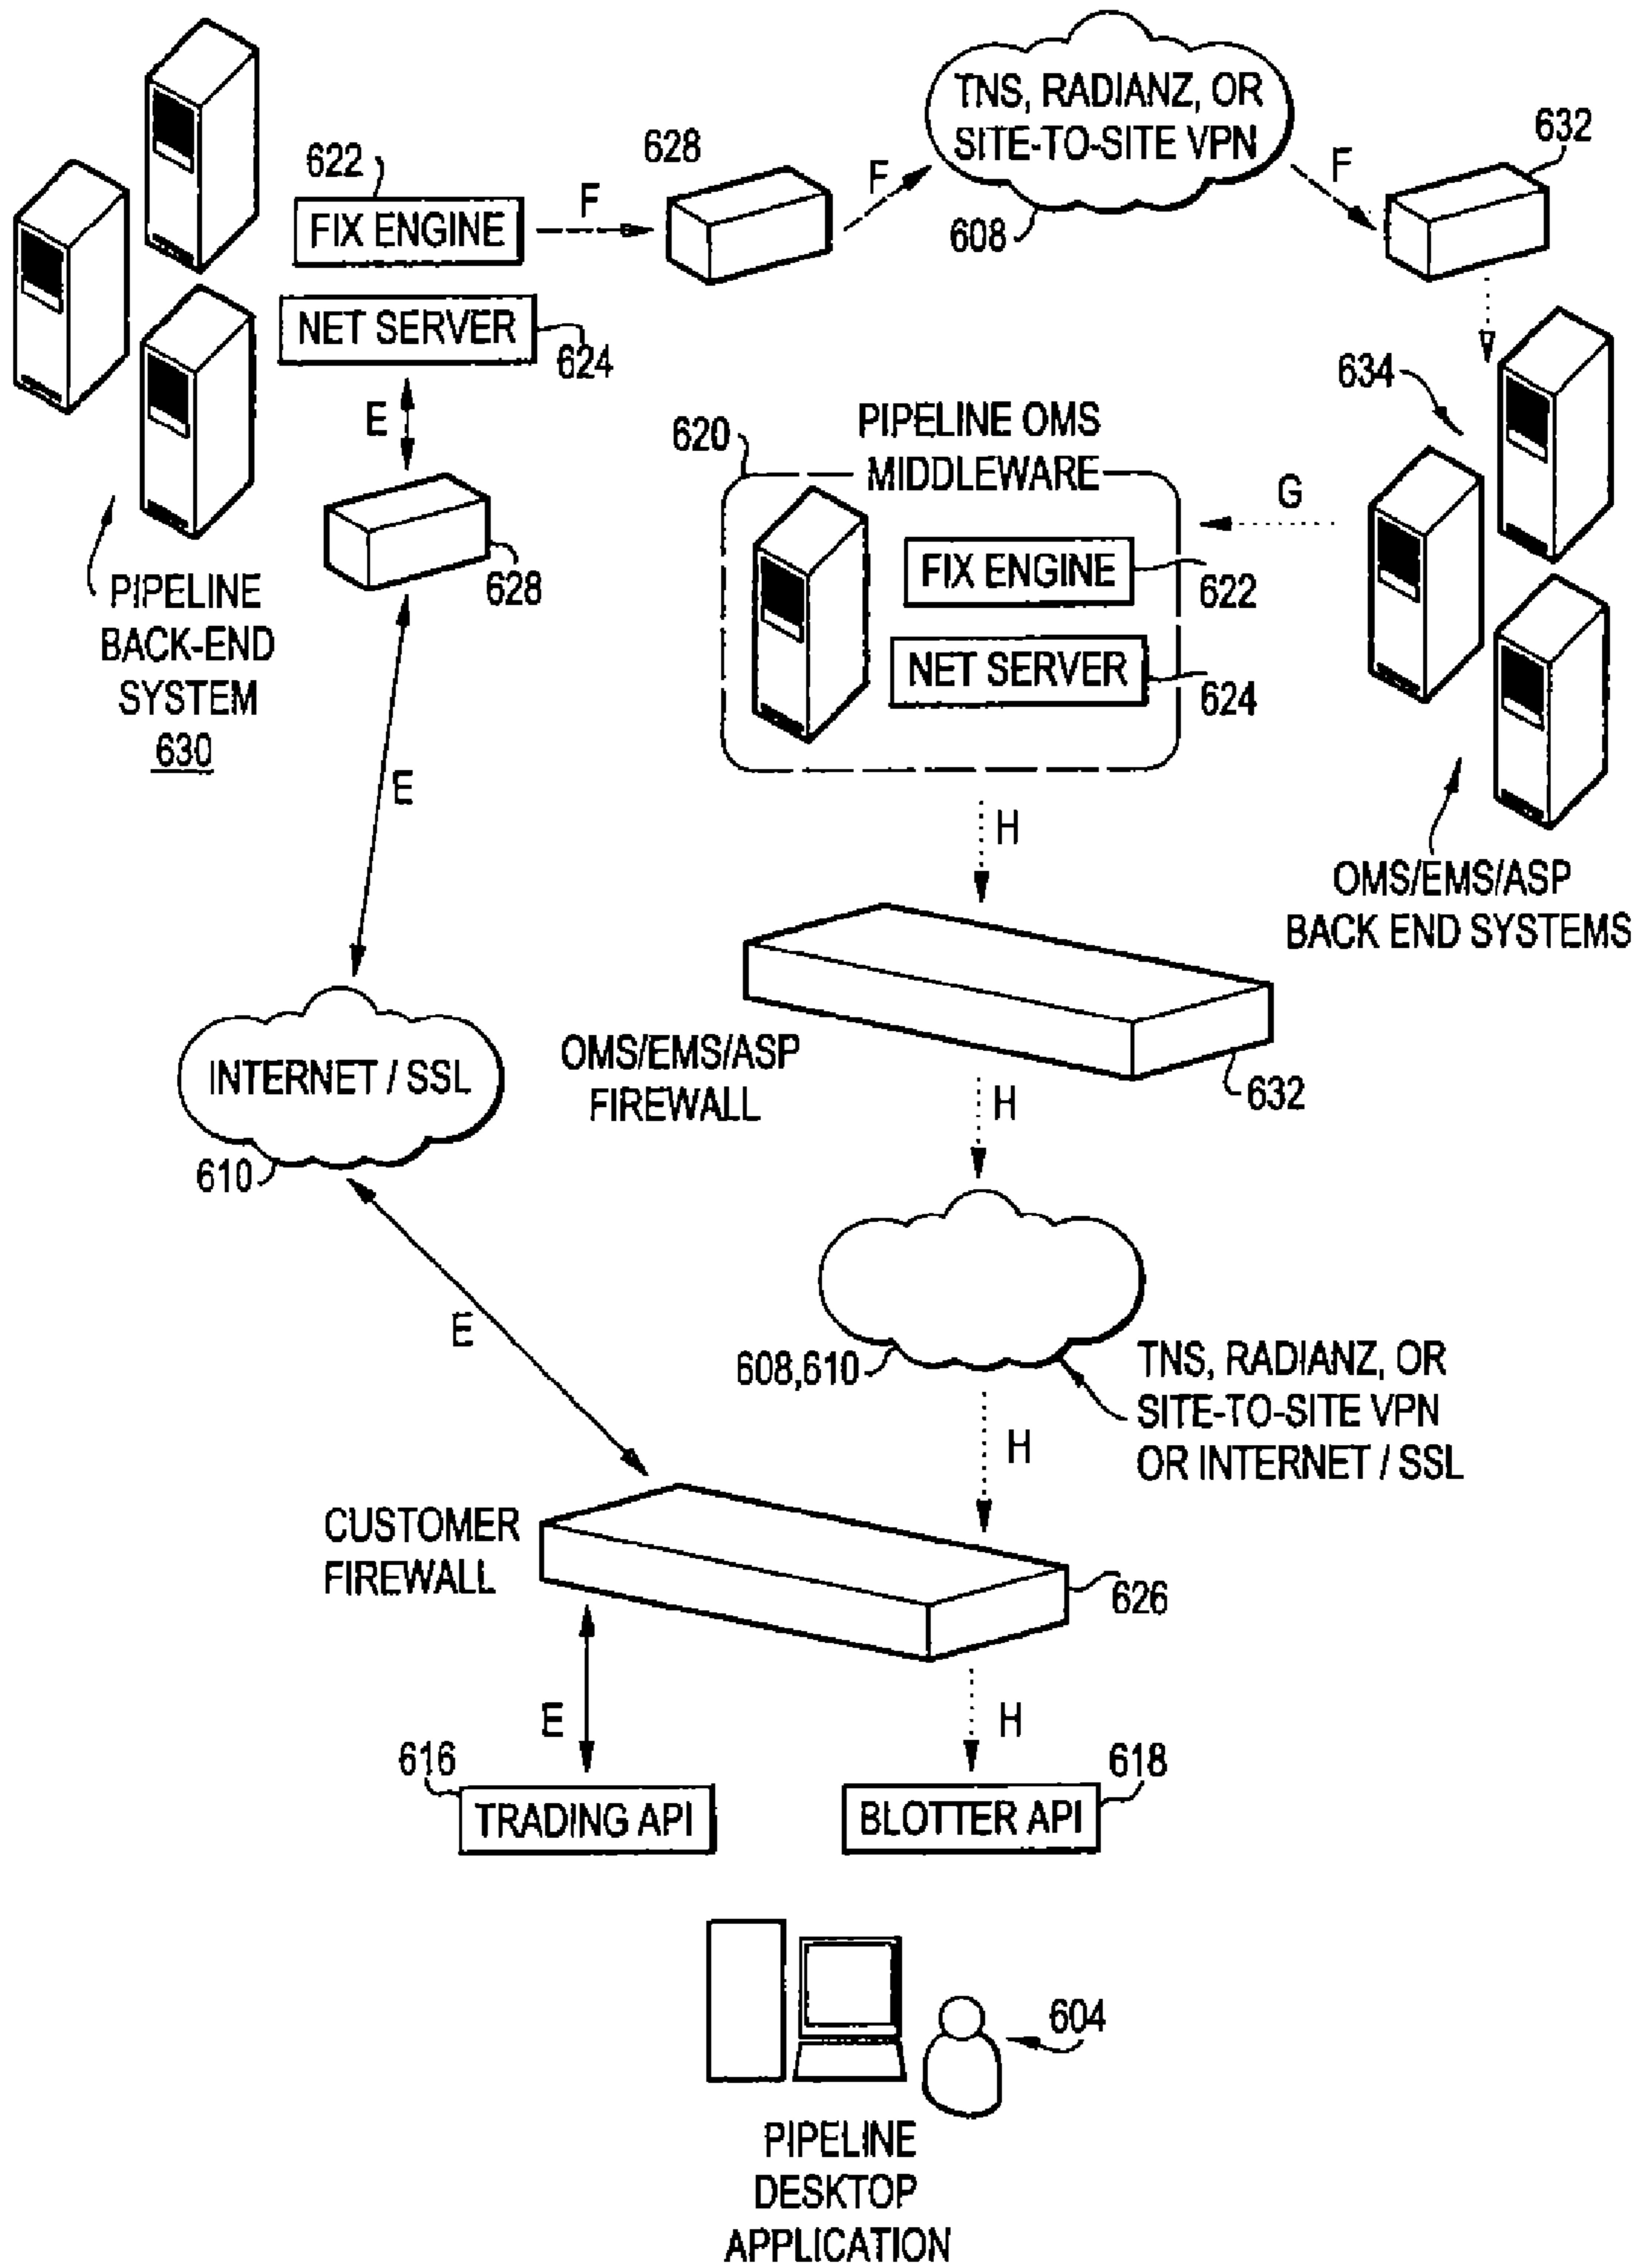 TNS, RADIANZ, OR
SITE-TO-SITE VPN
608
622
FIX ENGINE
F
628
F
F
632
NET SERVER
624
E
628
PIPELINE
BACK-END
SYSTEM
630
634
620
PIPELINE OMS
MIDDLEWARE
G
FIX ENGINE
622
NET SERVER
624
OMS/EMS/ASP
BACK END SYSTEMS
E
H
INTERNET / SSL
610
OMS/EMS/ASP
FIREWALL
632
H
608,610
TNS, RADIANZ, OR
SITE-TO-SITE VPN
OR INTERNET / SSL
E
H
CUSTOMER
FIREWALL
626
E
H
616
TRADING API
618
BLOTTER API
604
PIPELINE
DESKTOP
APPLICATION